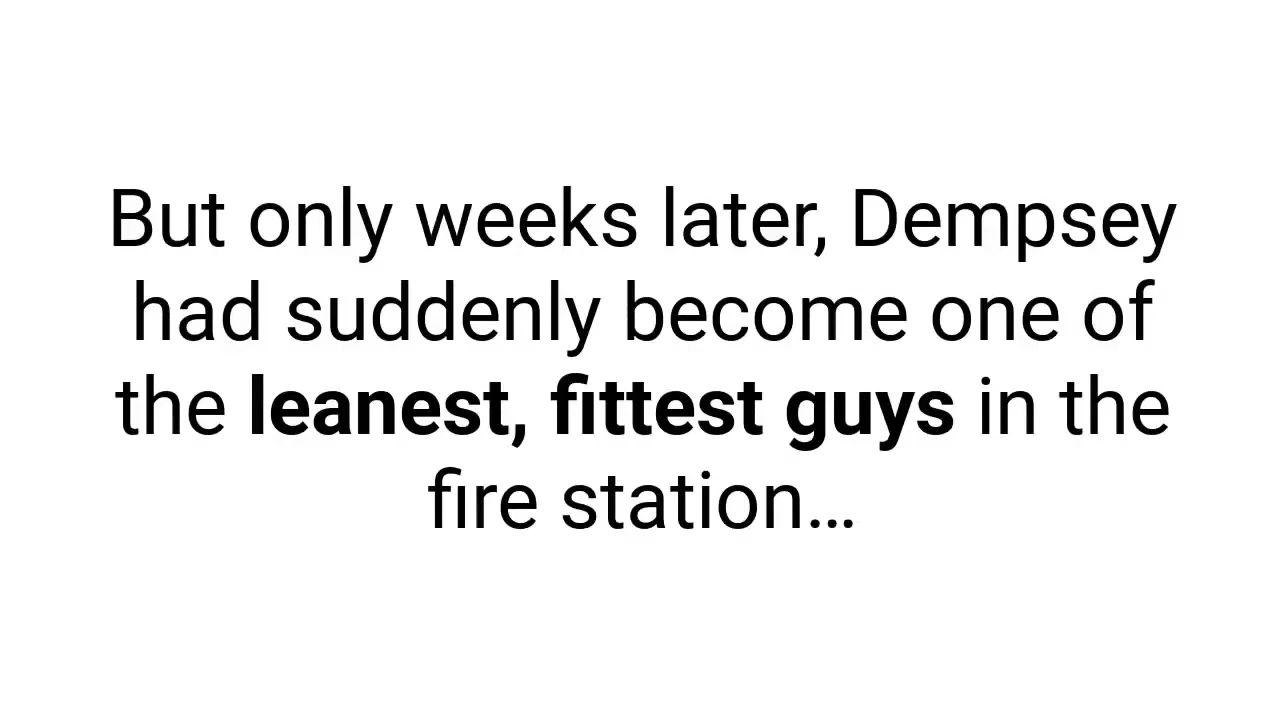 But only weeks later, Dempsey
had suddenly become one of
the leanest, fittest guys in the
fire station…